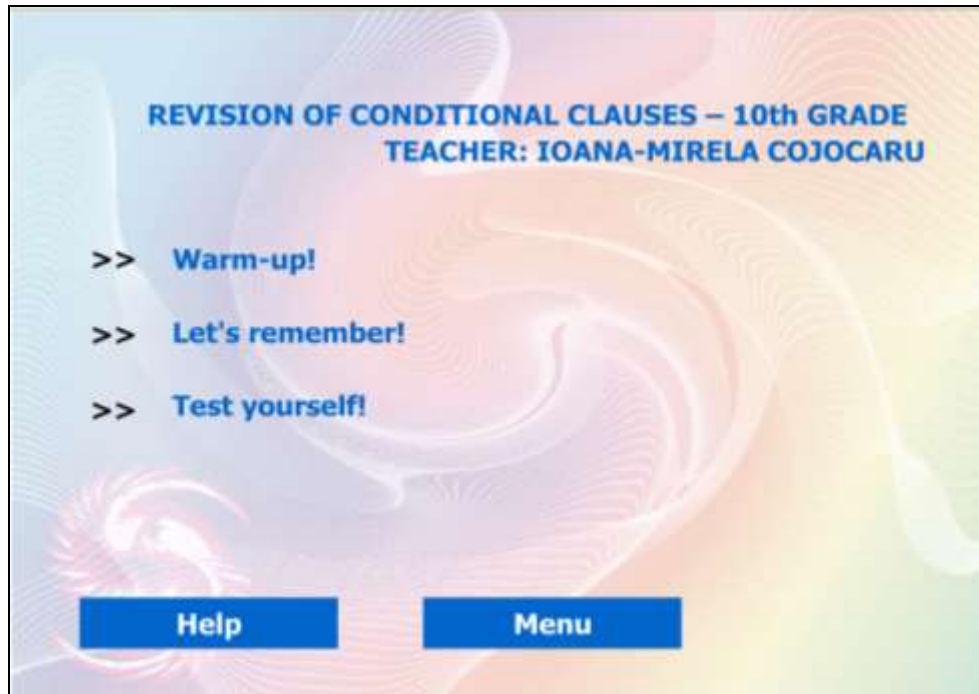 REVISION OF CONDITIONAL CLAUSES – 10th GRADE
TEACHER: IOANA-MIRELA COJOCARU
>> Warm-up!
>> Let's remember!
>> Test yourself!
Help Menu